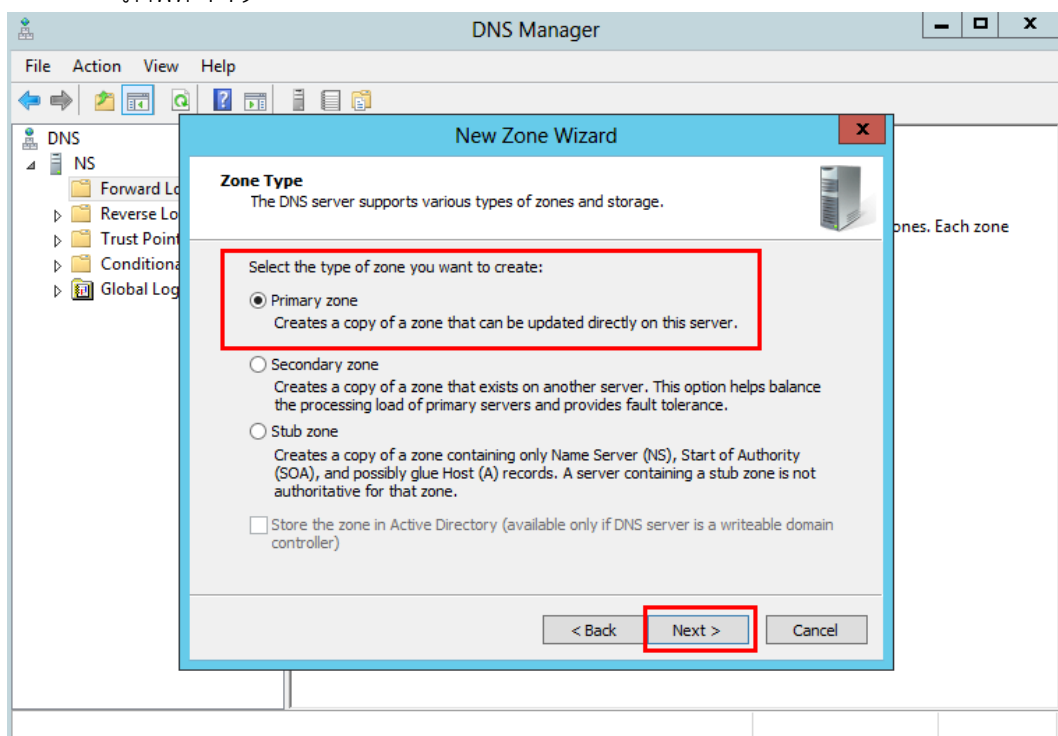 DNS Manager
File Action View Help
DNS
NS
Forward Lo
Reverse Lo
Trust Point
Conditiona
Global Log
New Zone Wizard
Zone Type
The DNS server supports various types of zones and storage.
ones. Each zone
Select the type of zone you want to create:
Primary zone
Creates a copy of a zone that can be updated directly on this server.
Secondary zone
Creates a copy of a zone that exists on another server. This option helps balance
the processing load of primary servers and provides fault tolerance.
Stub zone
Creates a copy of a zone containing only Name Server (NS), Start of Authority
(SOA), and possibly glue Host (A) records. A server containing a stub zone is not
authoritative for that zone.
Store the zone in Active Directory (available only if DNS server is a writeable domain
controller)
< Back Next > Cancel